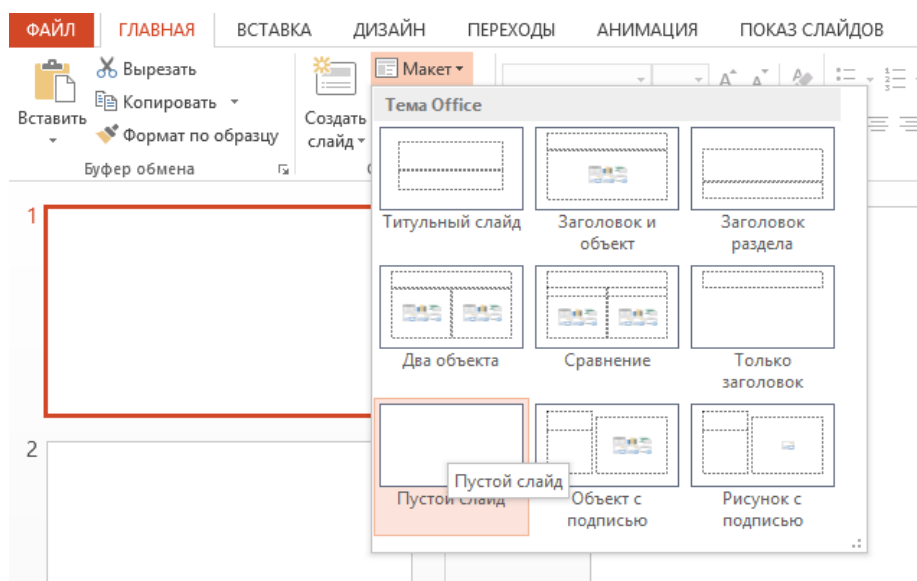 ФАЙЛ ГЛАВНАЯ ВСТАВКА ДИЗАЙН ПЕРЕХОДЫ АНИМАЦИЯ ПОКАЗ СЛАЙДОВ
Вставить
Вырезать
Копировать
Формат по образцу
Буфер обмена
Создать
слайд
Макет
Тема Office
Титульный слайд
Заголовок и
объект
Заголовок
раздела
Два объекта
Сравнение
Только
заголовок
Пустой слайд
Пустой слайд
Объект с
подписью
Рисунок с
подписью
1
2